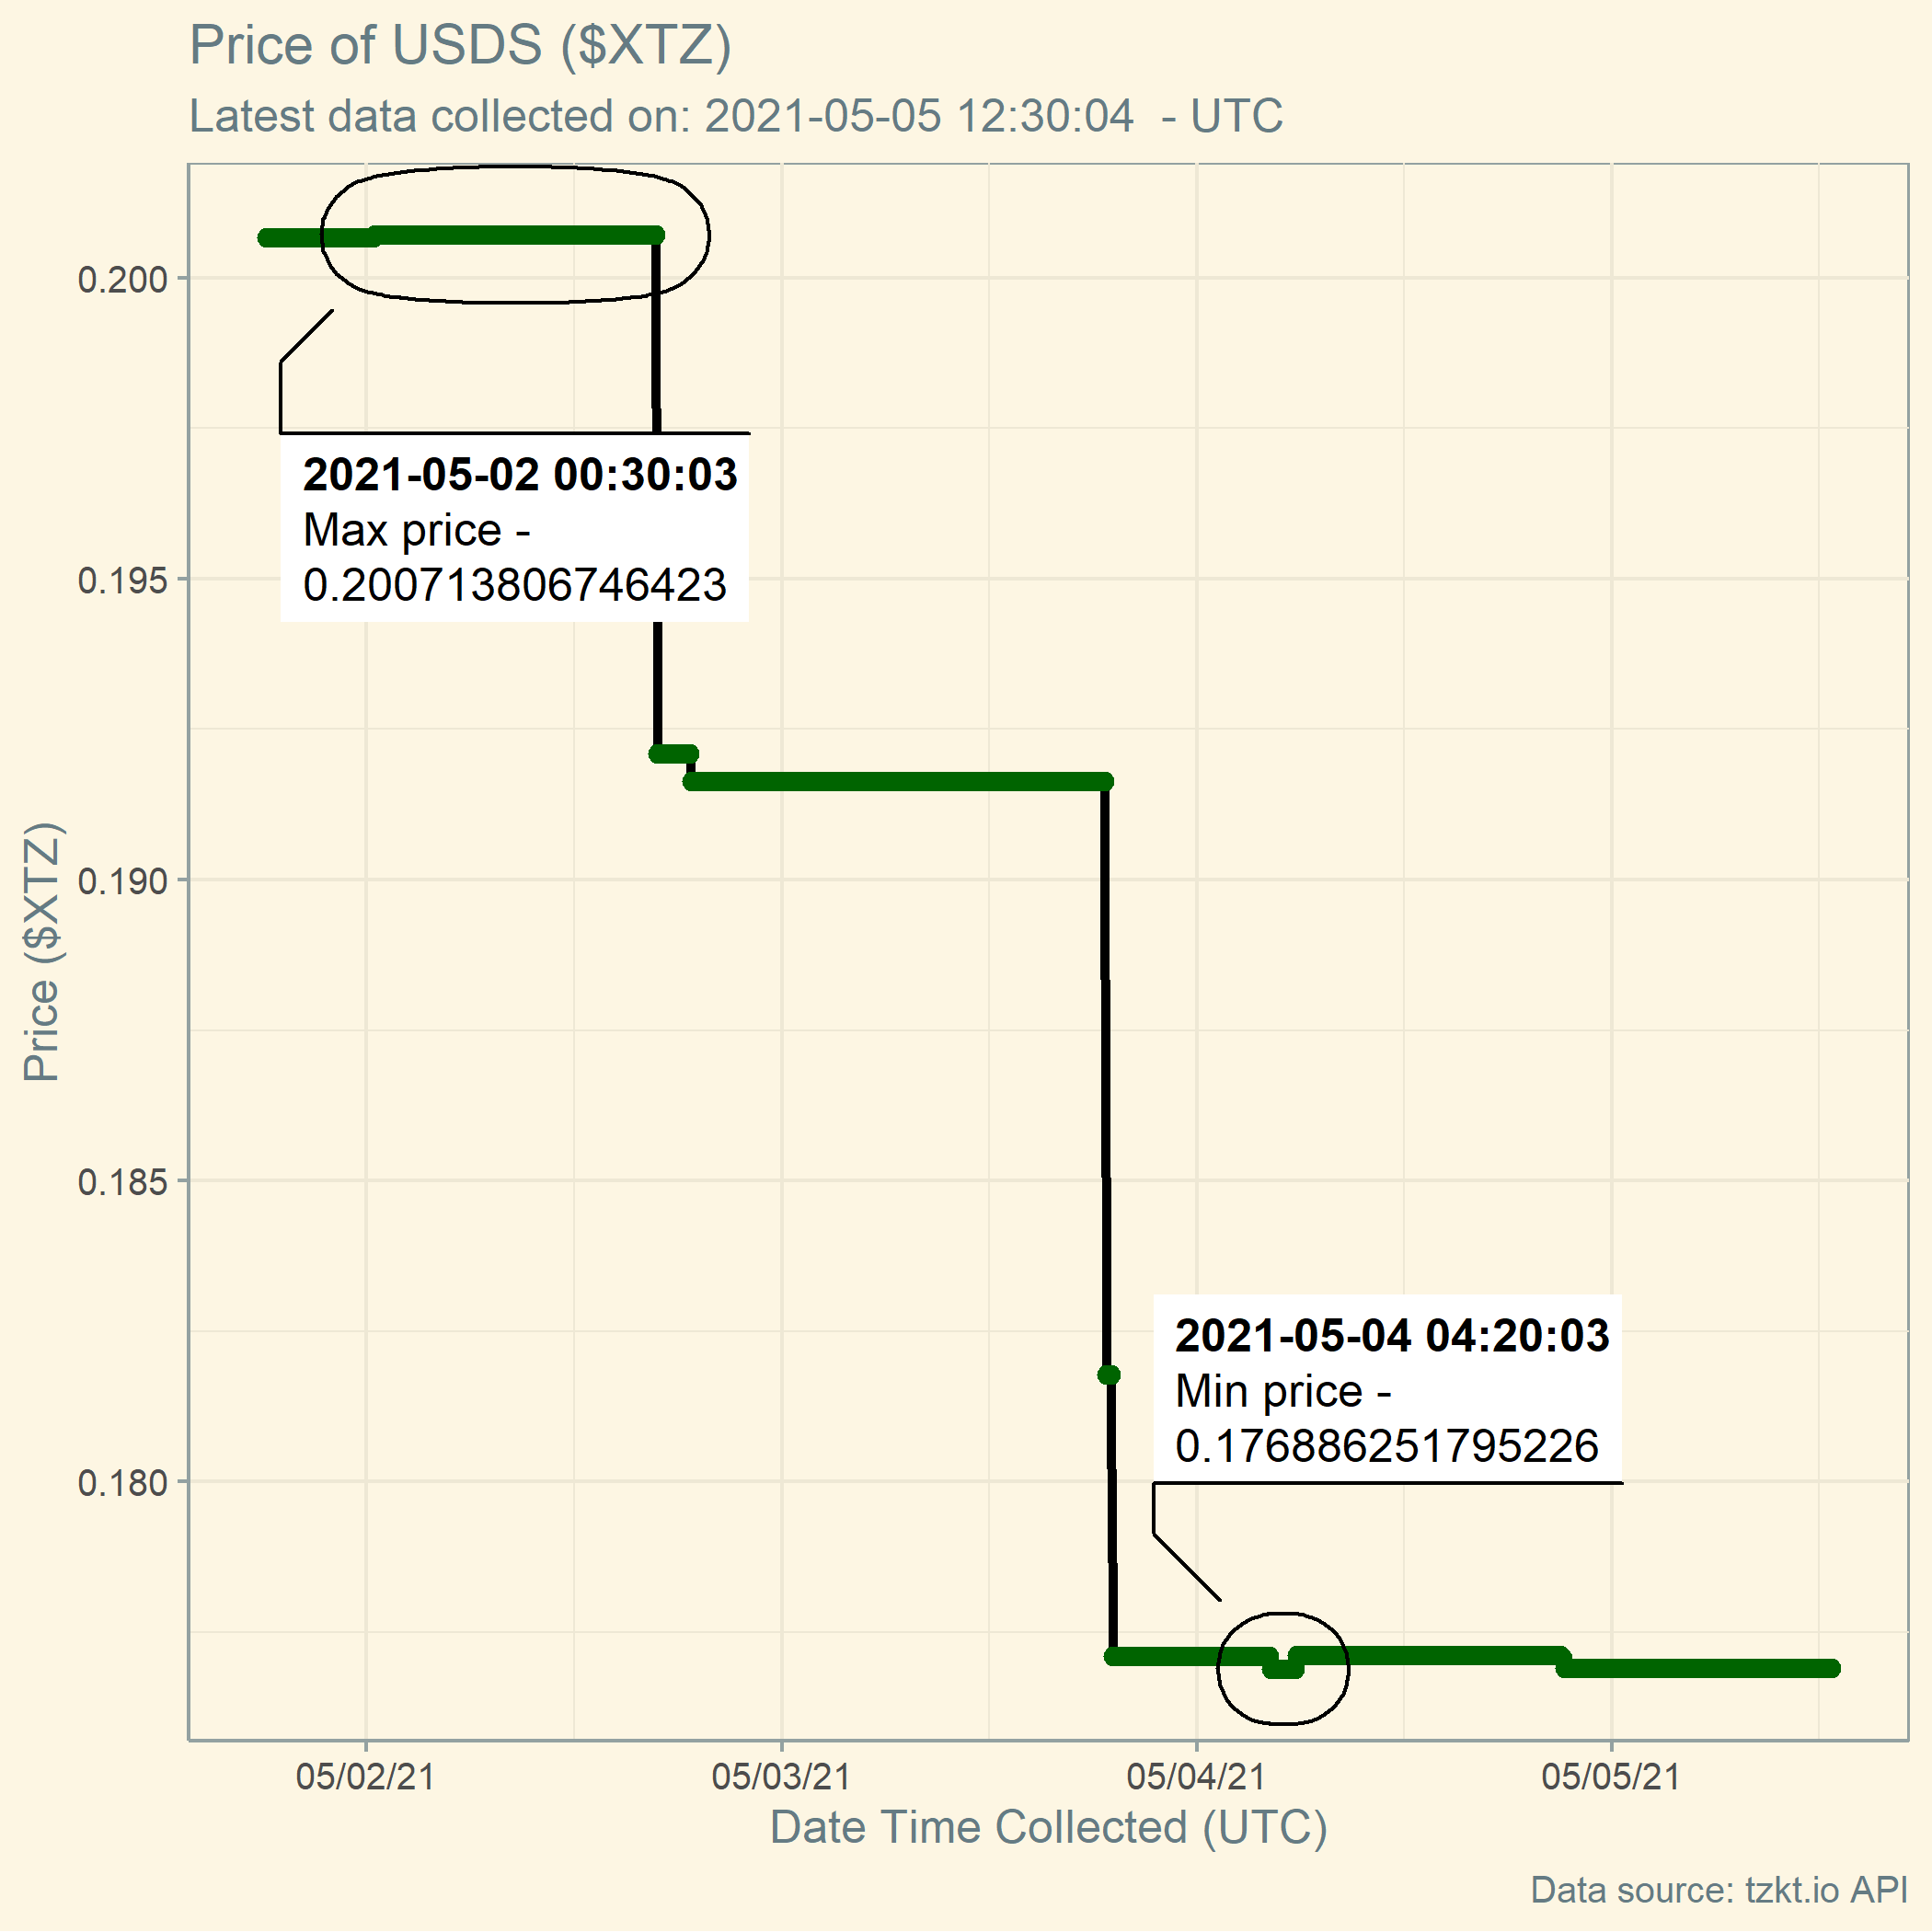 Price of USDS ($XTZ)
Latest data collected on: 2021-05-05 12:30:04  - UTC
0.200
0.195
0.190
0.185
0.180
Price ($XTZ)
2021-05-02 00:30:03
Max price -
0.200713806746423
2021-05-04 04:20:03
Min price -
0.176886251795226
05/02/21
05/03/21
05/04/21
05/05/21
Date Time Collected (UTC)
Data source: tzkt.io API